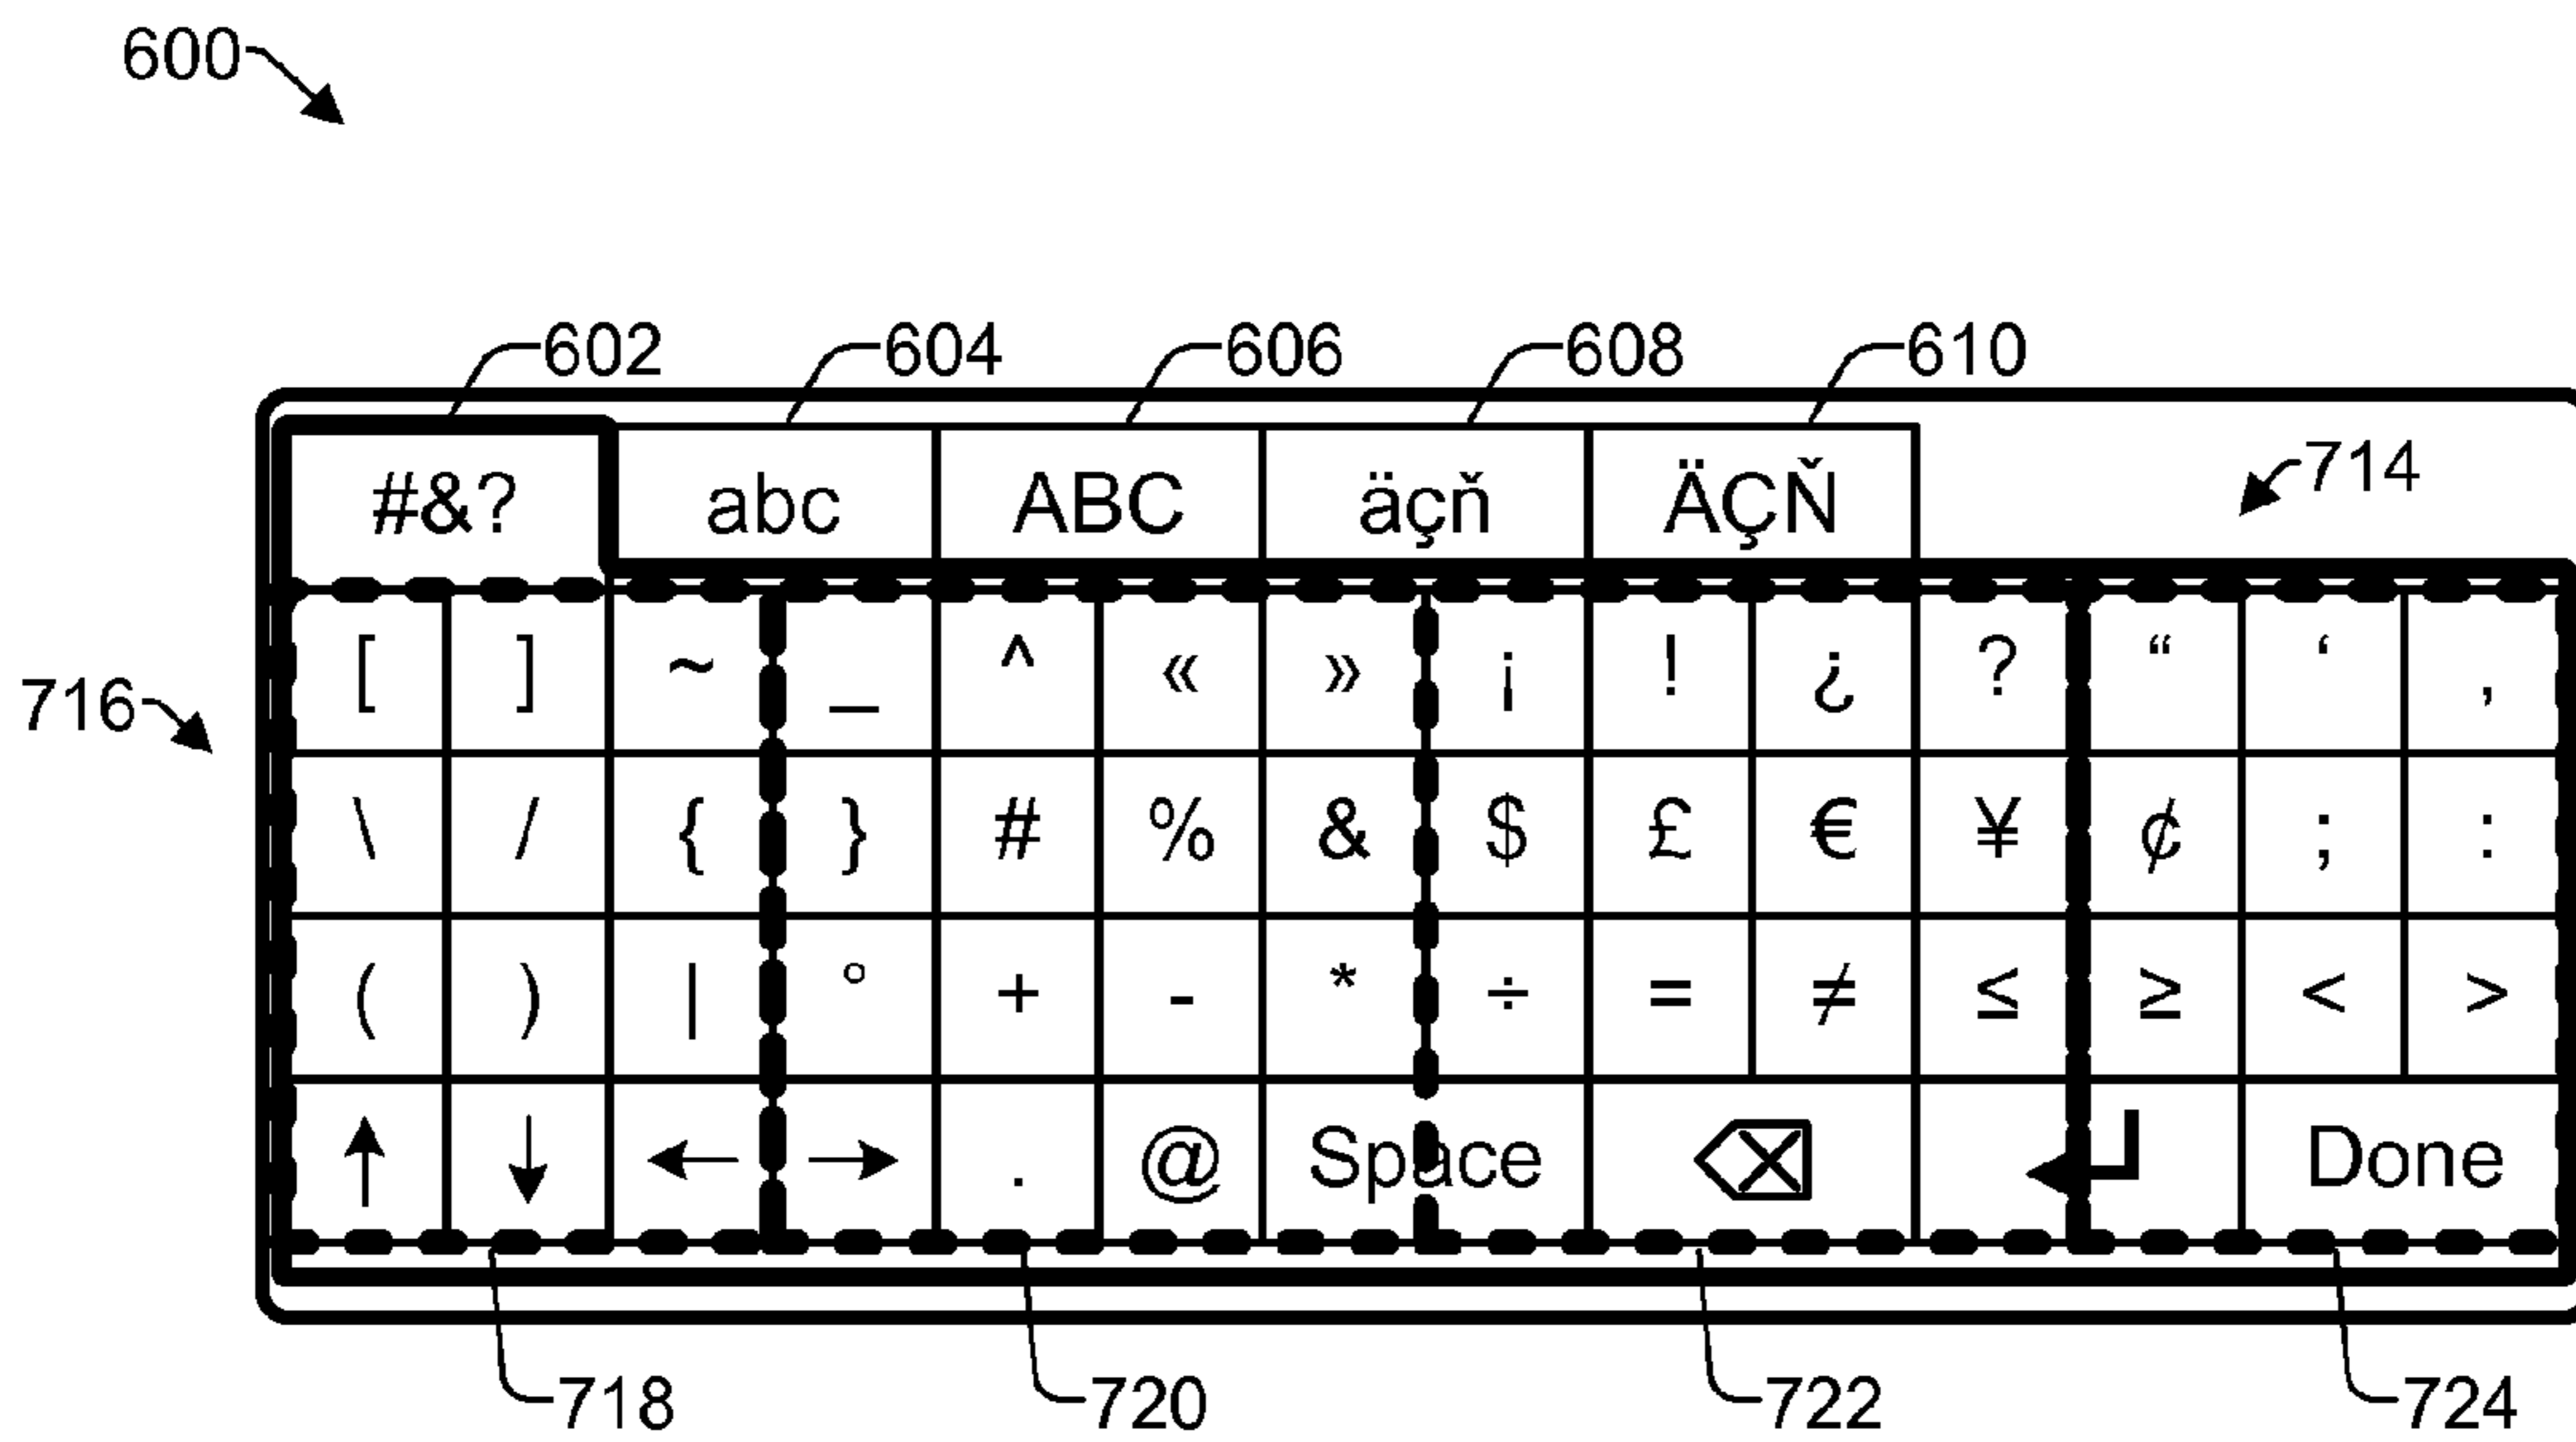 600
602 604 606 608 610
#&? abc ABC äçň ÄÇŇ 714
716
[ ] ~ _ ^ « » ¡ ! ¿ ? “ ‘ ,
\ / { } # % & $ £ € ¥ ¢ ; :
( ) | ° + - * ÷ = ≠ ≤ ≥ < >
↑ ↓ ← → . @ Space ⌫ ↵ Done
718 720 722 724